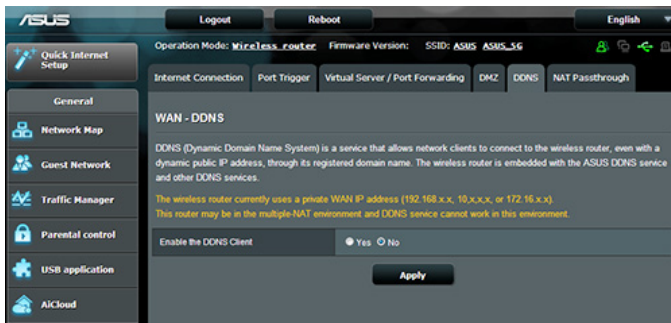 ASUS
Logout
Reboot
English
Quick Internet
Setup
Operation Mode: Wireless router Firmware Version: SSID: ASUS ASUS_5G
Internet Connection
Port Trigger
Virtual Server / Port Forwarding
DMZ
DDNS
NAT Passthrough
General
Network Map
Guest Network
Traffic Manager
Parental control
USB application
AiCloud
WAN - DDNS
DDNS (Dynamic Domain Name System) is a service that allows network clients to connect to the wireless router, even with a
dynamic public IP address, through its registered domain name. The wireless router is embedded with the ASUS DDNS service
and other DDNS services.
The wireless router currently uses a private WAN IP address (192.168.x.x, 10,x,x,x, or 172.16.x.x).
This router may be in the multiple-NAT environment and DDNS service cannot work in this environment.
Enable the DDNS Client
Yes No
Apply